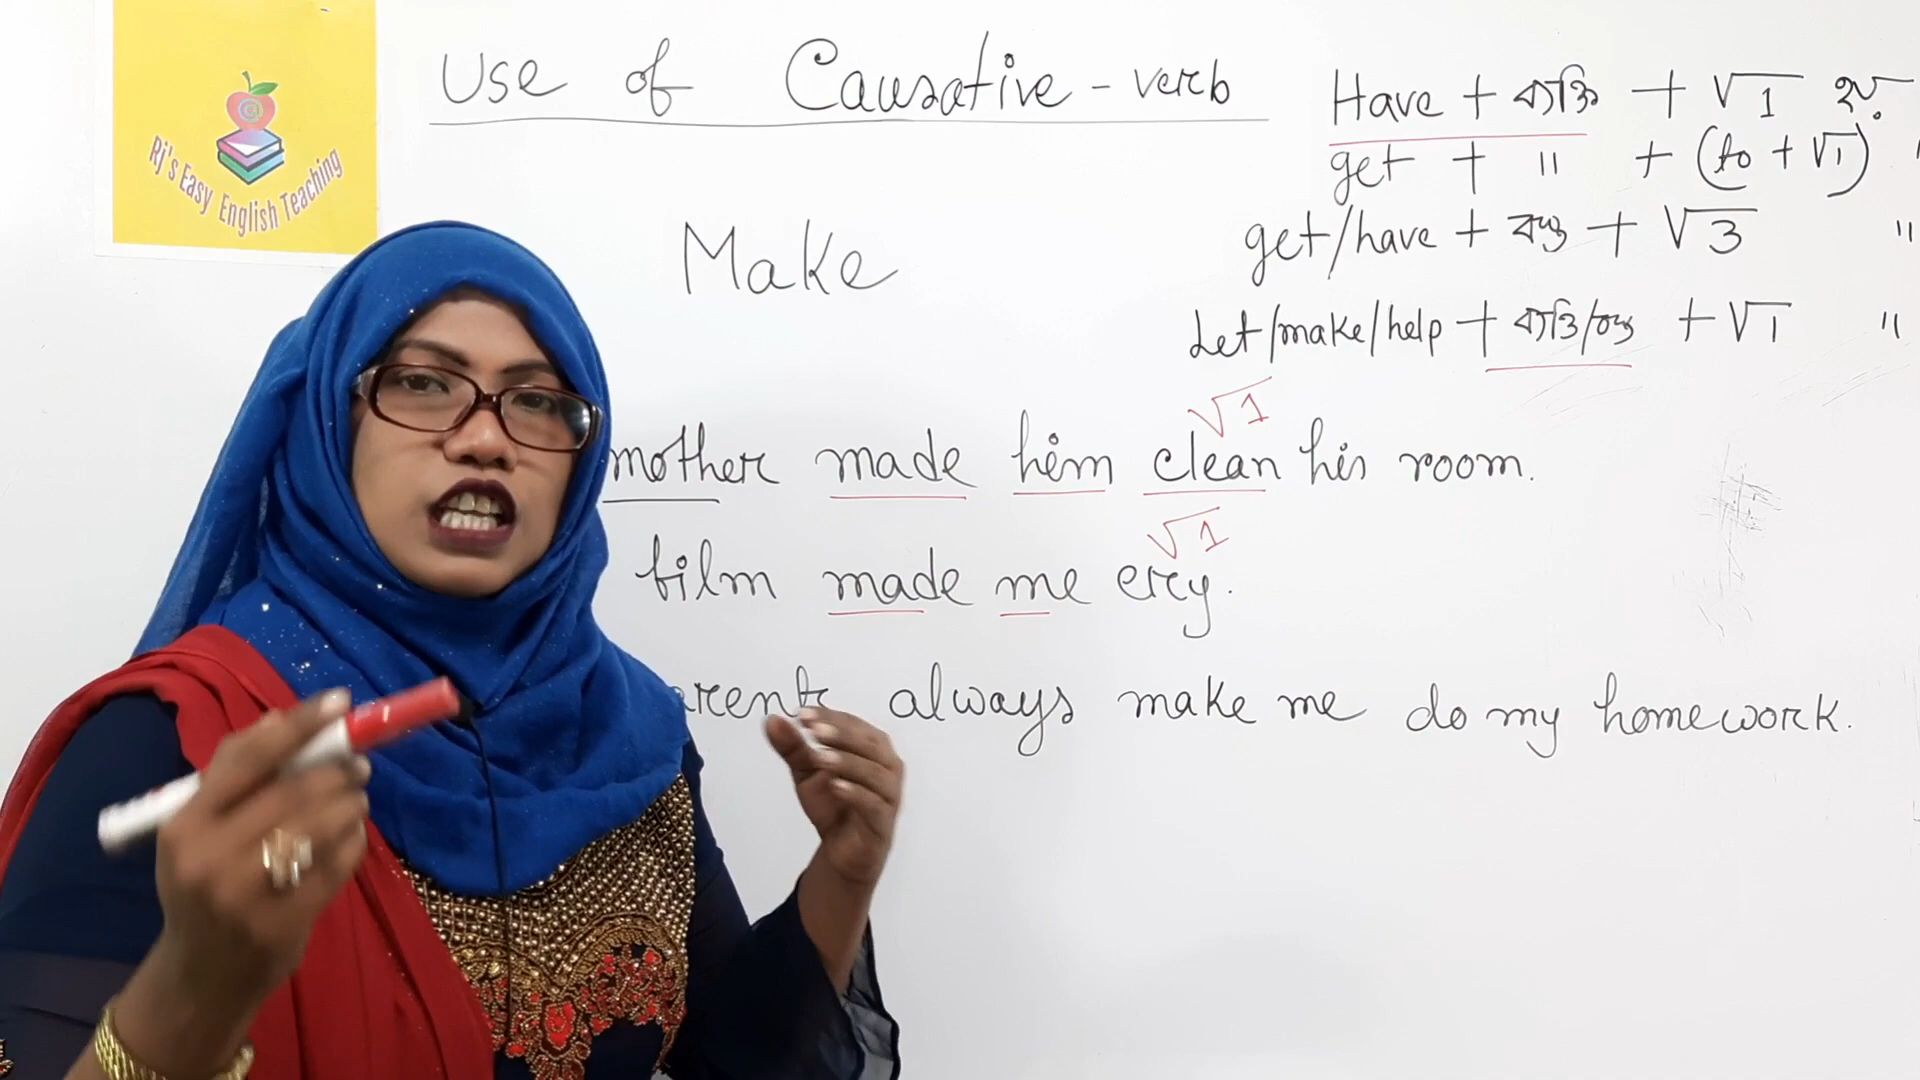 Rj's Easy English Teaching
Use of Causative-verb
Have + ব্যক্তি + √1 হয়.
get + " + (to + √1) "
Make
get/have + বস্তু + √3 "
Let/make/help + ব্যক্তি/বস্তু + √1 "
√1
mother made him clean his room.
√1
film made me cry.
arents always make me do my homework.